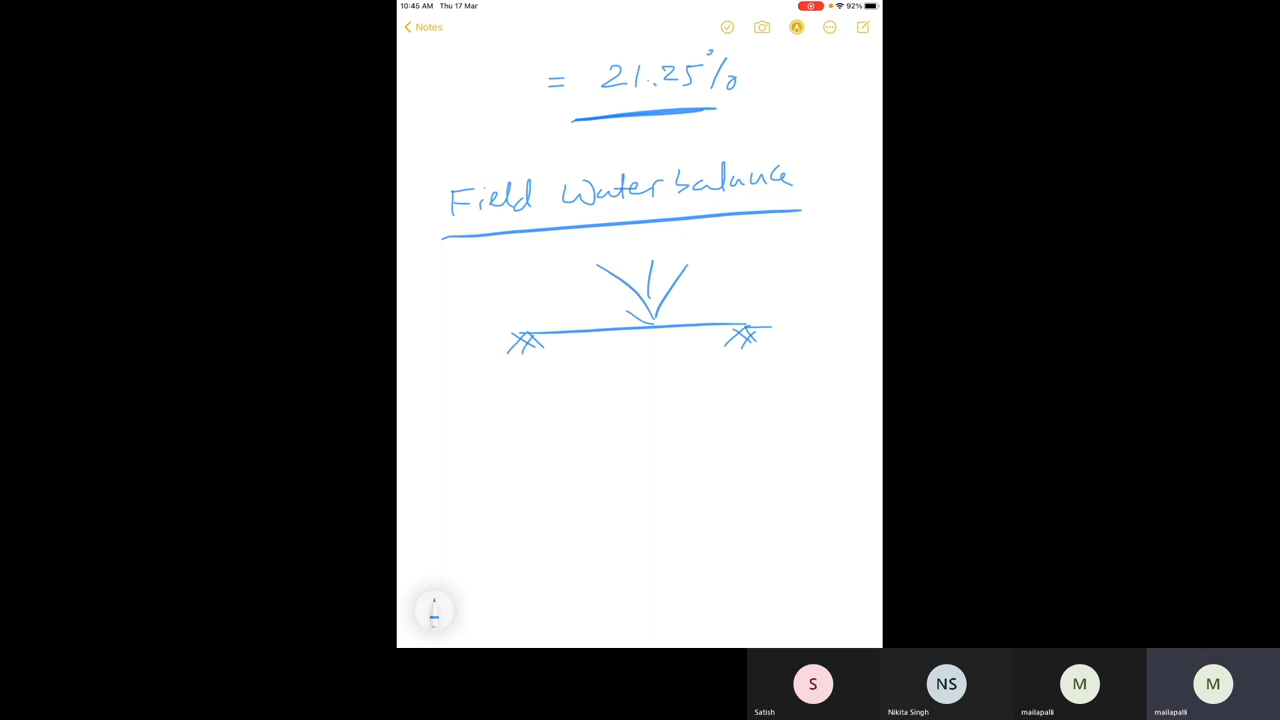 10:45 AM Thu 17 Mar 92%
Notes
= 21.25%
Field Water balance
S NS M M
Satish Nikita Singh mailapalli mailapalli